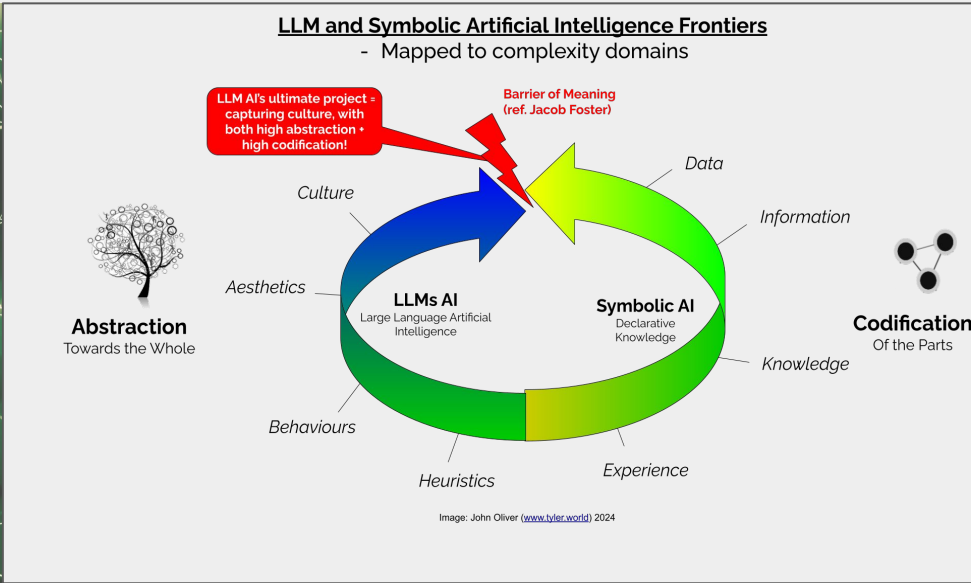 LLM and Symbolic Artificial Intelligence Frontiers
- Mapped to complexity domains
LLM AI's ultimate project =
capturing culture, with
both high abstraction +
high codification!
Barrier of Meaning
(ref. Jacob Foster)
Data
Culture
Information
Aesthetics
LLMs AI
Large Language Artificial
Intelligence
Symbolic AI
Declarative
Knowledge
Abstraction
Towards the Whole
Codification
Of the Parts
Knowledge
Behaviours
Experience
Heuristics
Image: John Oliver (www.tyler.world) 2024